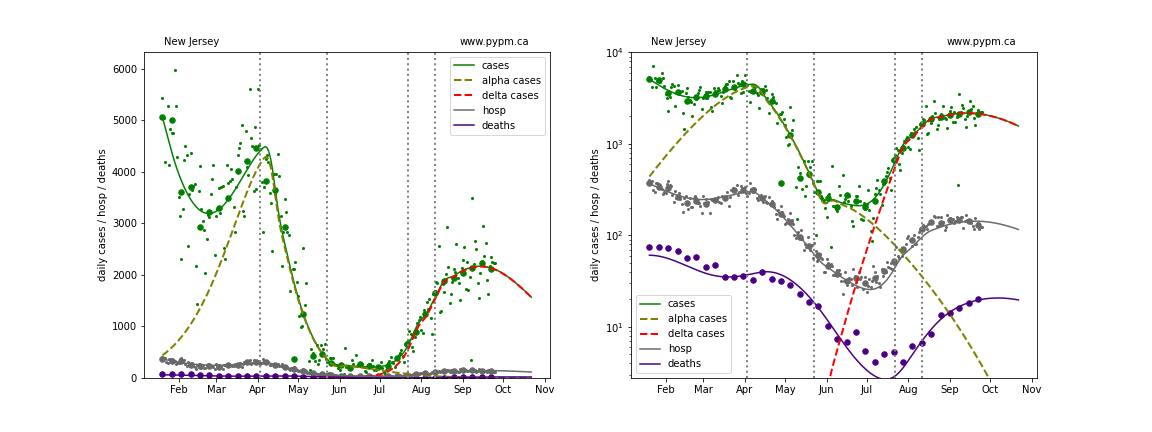 New Jersey www.pypm.ca
daily cases / hosp / deaths
6000
5000
4000
3000
2000
1000
0
cases
alpha cases
delta cases
hosp
deaths
Feb Mar Apr May Jun Jul Aug Sep Oct Nov
New Jersey www.pypm.ca
daily cases / hosp / deaths
10^4
10^3
10^2
10^1
cases
alpha cases
delta cases
hosp
deaths
Feb Mar Apr May Jun Jul Aug Sep Oct Nov